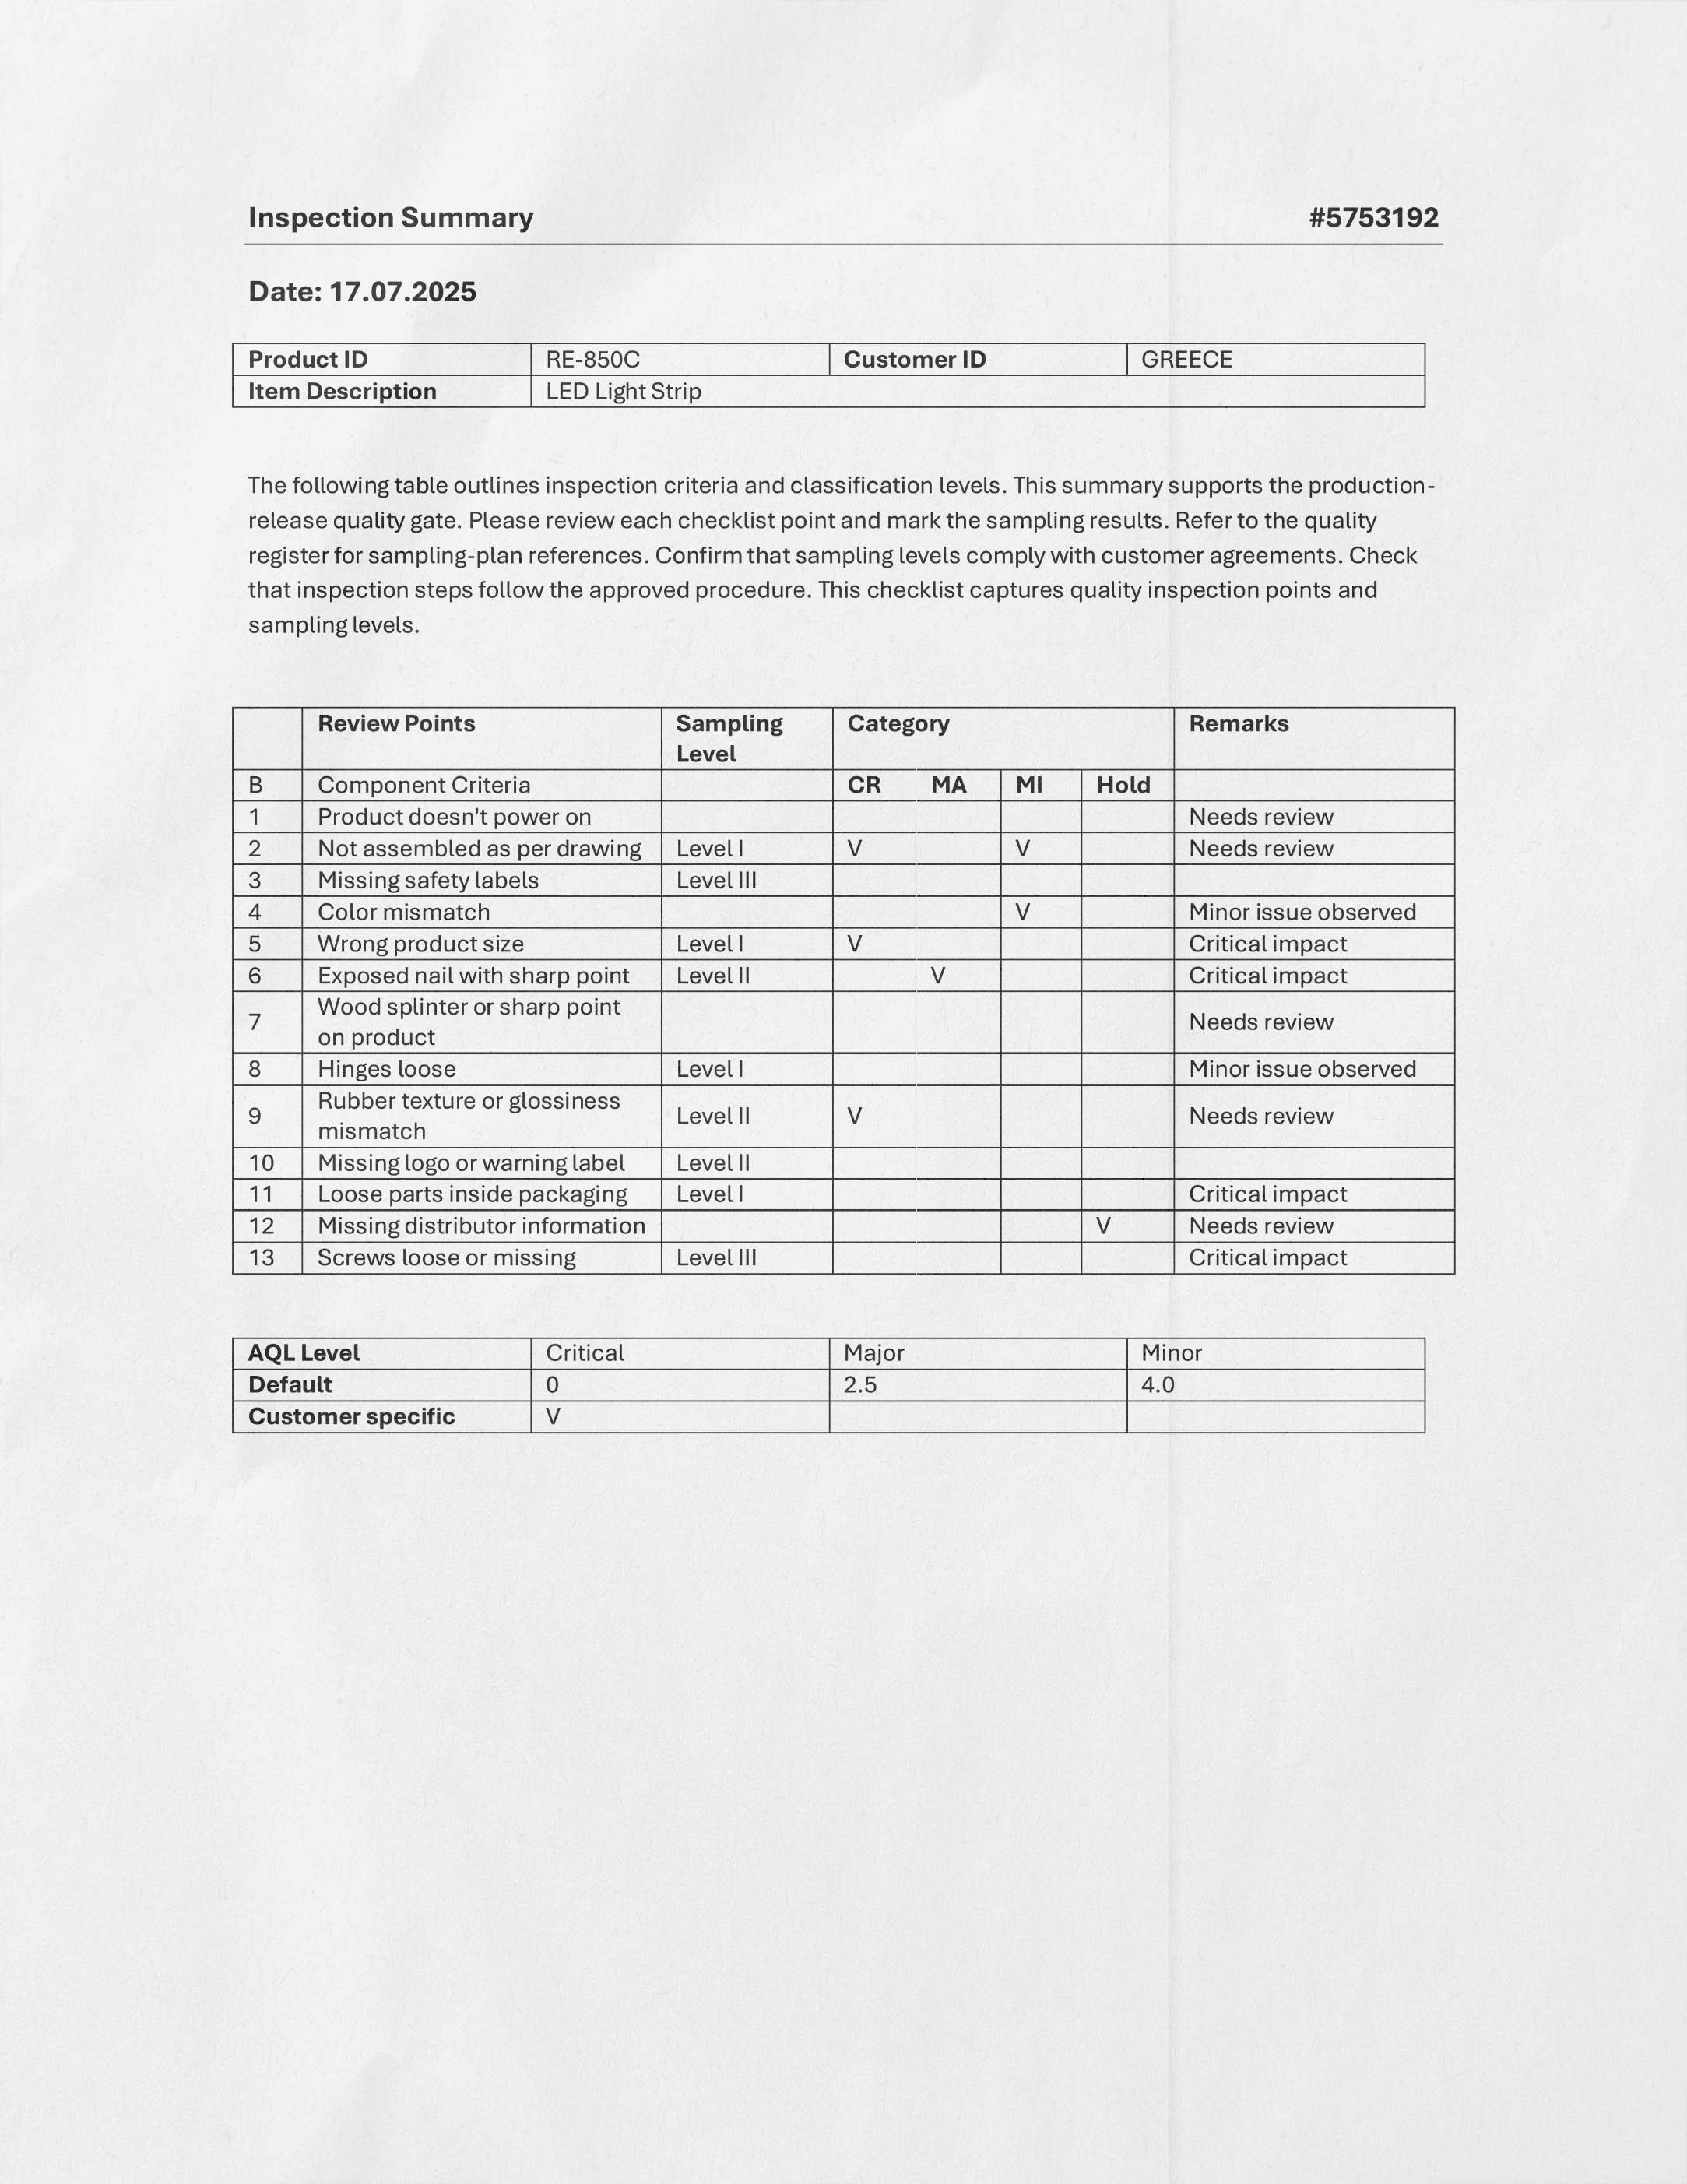 Inspection Summary #5753192
Date: 17.07.2025
Product ID RE-850C Customer ID GREECE
Item Description LED Light Strip
The following table outlines inspection criteria and classification levels. This summary supports the production-
release quality gate. Please review each checklist point and mark the sampling results. Refer to the quality
register for sampling-plan references. Confirm that sampling levels comply with customer agreements. Check
that inspection steps follow the approved procedure. This checklist captures quality inspection points and
sampling levels.
Review Points Sampling Level Category Remarks
B Component Criteria CR MA MI Hold
1 Product doesn't power on Needs review
2 Not assembled as per drawing Level I V V Needs review
3 Missing safety labels Level III
4 Color mismatch V Minor issue observed
5 Wrong product size Level I V Critical impact
6 Exposed nail with sharp point Level II V Critical impact
7 Wood splinter or sharp point on product Needs review
8 Hinges loose Level I Minor issue observed
9 Rubber texture or glossiness mismatch Level II V Needs review
10 Missing logo or warning label Level II
11 Loose parts inside packaging Level I Critical impact
12 Missing distributor information V Needs review
13 Screws loose or missing Level III Critical impact
AQL Level Critical Major Minor
Default 0 2.5 4.0
Customer specific V